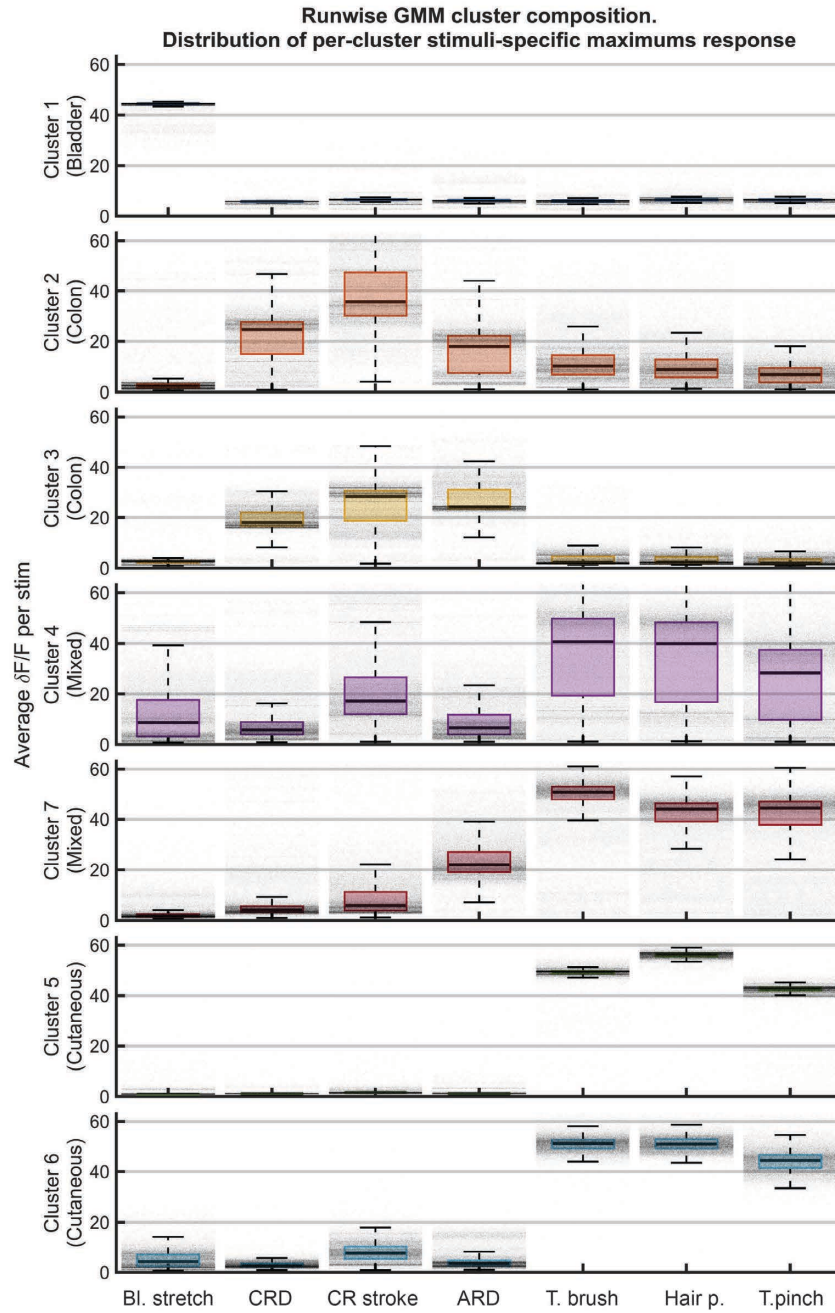 Runwise GMM cluster composition.
Distribution of per-cluster stimuli-specific maximums response
Average δF/F per stim
Cluster 1
(Bladder)
60
40
20
0
Cluster 2
(Colon)
60
40
20
0
Cluster 3
(Colon)
60
40
20
0
Cluster 4
(Mixed)
60
40
20
0
Cluster 7
(Mixed)
60
40
20
0
Cluster 5
(Cutaneous)
60
40
20
0
Cluster 6
(Cutaneous)
60
40
20
0
Bl. stretch CRD CR stroke ARD T. brush Hair p. T.pinch